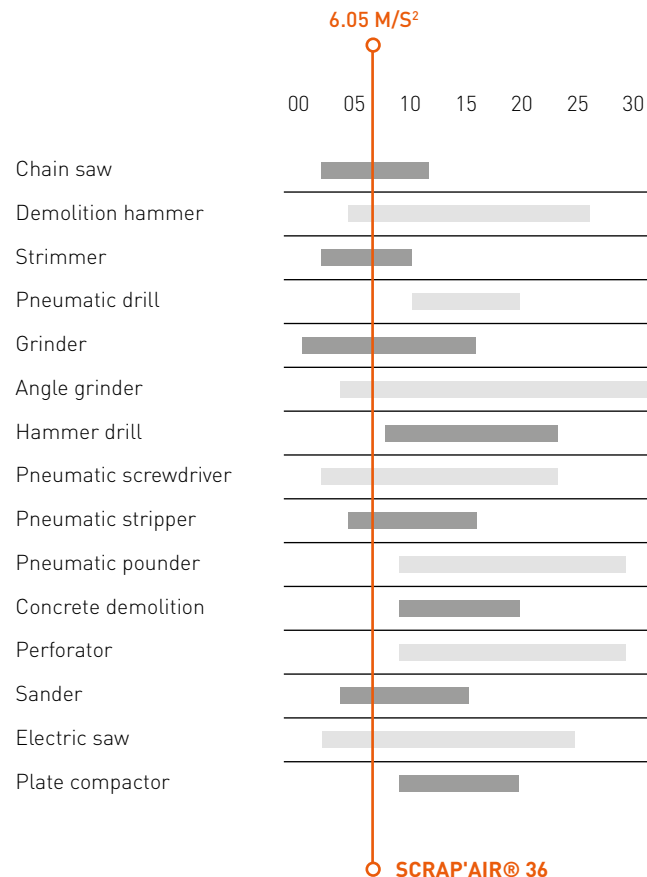 6.05 M/S²
00 05 10 15 20 25 30
Chain saw
Demolition hammer
Strimmer
Pneumatic drill
Grinder
Angle grinder
Hammer drill
Pneumatic screwdriver
Pneumatic stripper
Pneumatic pounder
Concrete demolition
Perforator
Sander
Electric saw
Plate compactor
SCRAP'AIR® 36